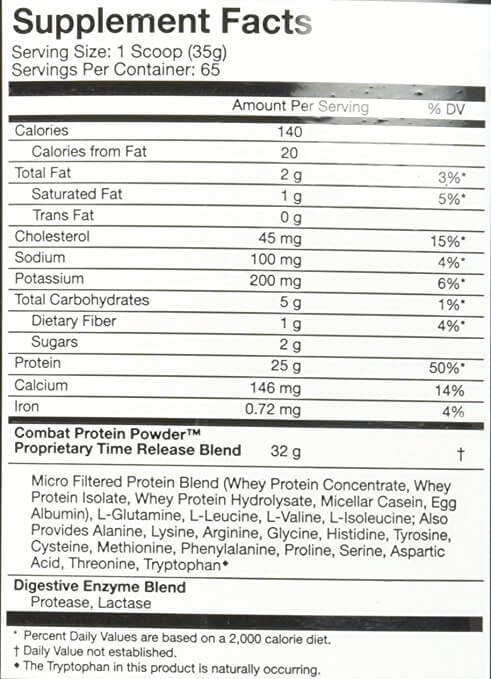 Supplement Facts
Serving Size: 1 Scoop (35g)
Servings Per Container: 65
Amount Per Serving % DV
Calories 140
Calories from Fat 20
Total Fat 2 g 3%*
Saturated Fat 1 g 5%*
Trans Fat 0 g
Cholesterol 45 mg 15%*
Sodium 100 mg 4%*
Potassium 200 mg 6%*
Total Carbohydrates 5 g 1%*
Dietary Fiber 1 g 4%*
Sugars 2 g
Protein 25 g 50%*
Calcium 146 mg 14%
Iron 0.72 mg 4%
Combat Protein Powder™
Proprietary Time Release Blend 32 g †
Micro Filtered Protein Blend (Whey Protein Concentrate, Whey
Protein Isolate, Whey Protein Hydrolysate, Micellar Casein, Egg
Albumin), L-Glutamine, L-Leucine, L-Valine, L-Isoleucine; Also
Provides Alanine, Lysine, Arginine, Glycine, Histidine, Tyrosine,
Cysteine, Methionine, Phenylalanine, Proline, Serine, Aspartic
Acid, Threonine, Tryptophan◆
Digestive Enzyme Blend
Protease, Lactase
* Percent Daily Values are based on a 2,000 calorie diet.
† Daily Value not established.
◆ The Tryptophan in this product is naturally occurring.